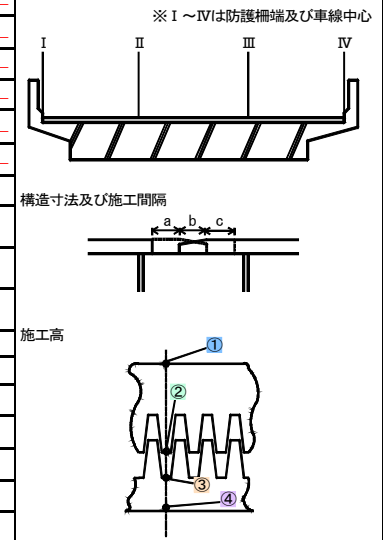 ※Ⅰ~Ⅳは防護柵端及び車線中心
Ⅰ Ⅱ Ⅲ Ⅳ
構造寸法及び施工間隔
a b c
施工高
①
②
③
④